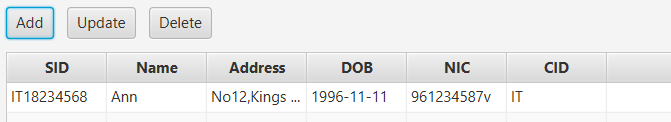 Add Update Delete
SID Name Address DOB NIC CID
IT18234568 Ann No12,Kings ... 1996-11-11 961234587v IT